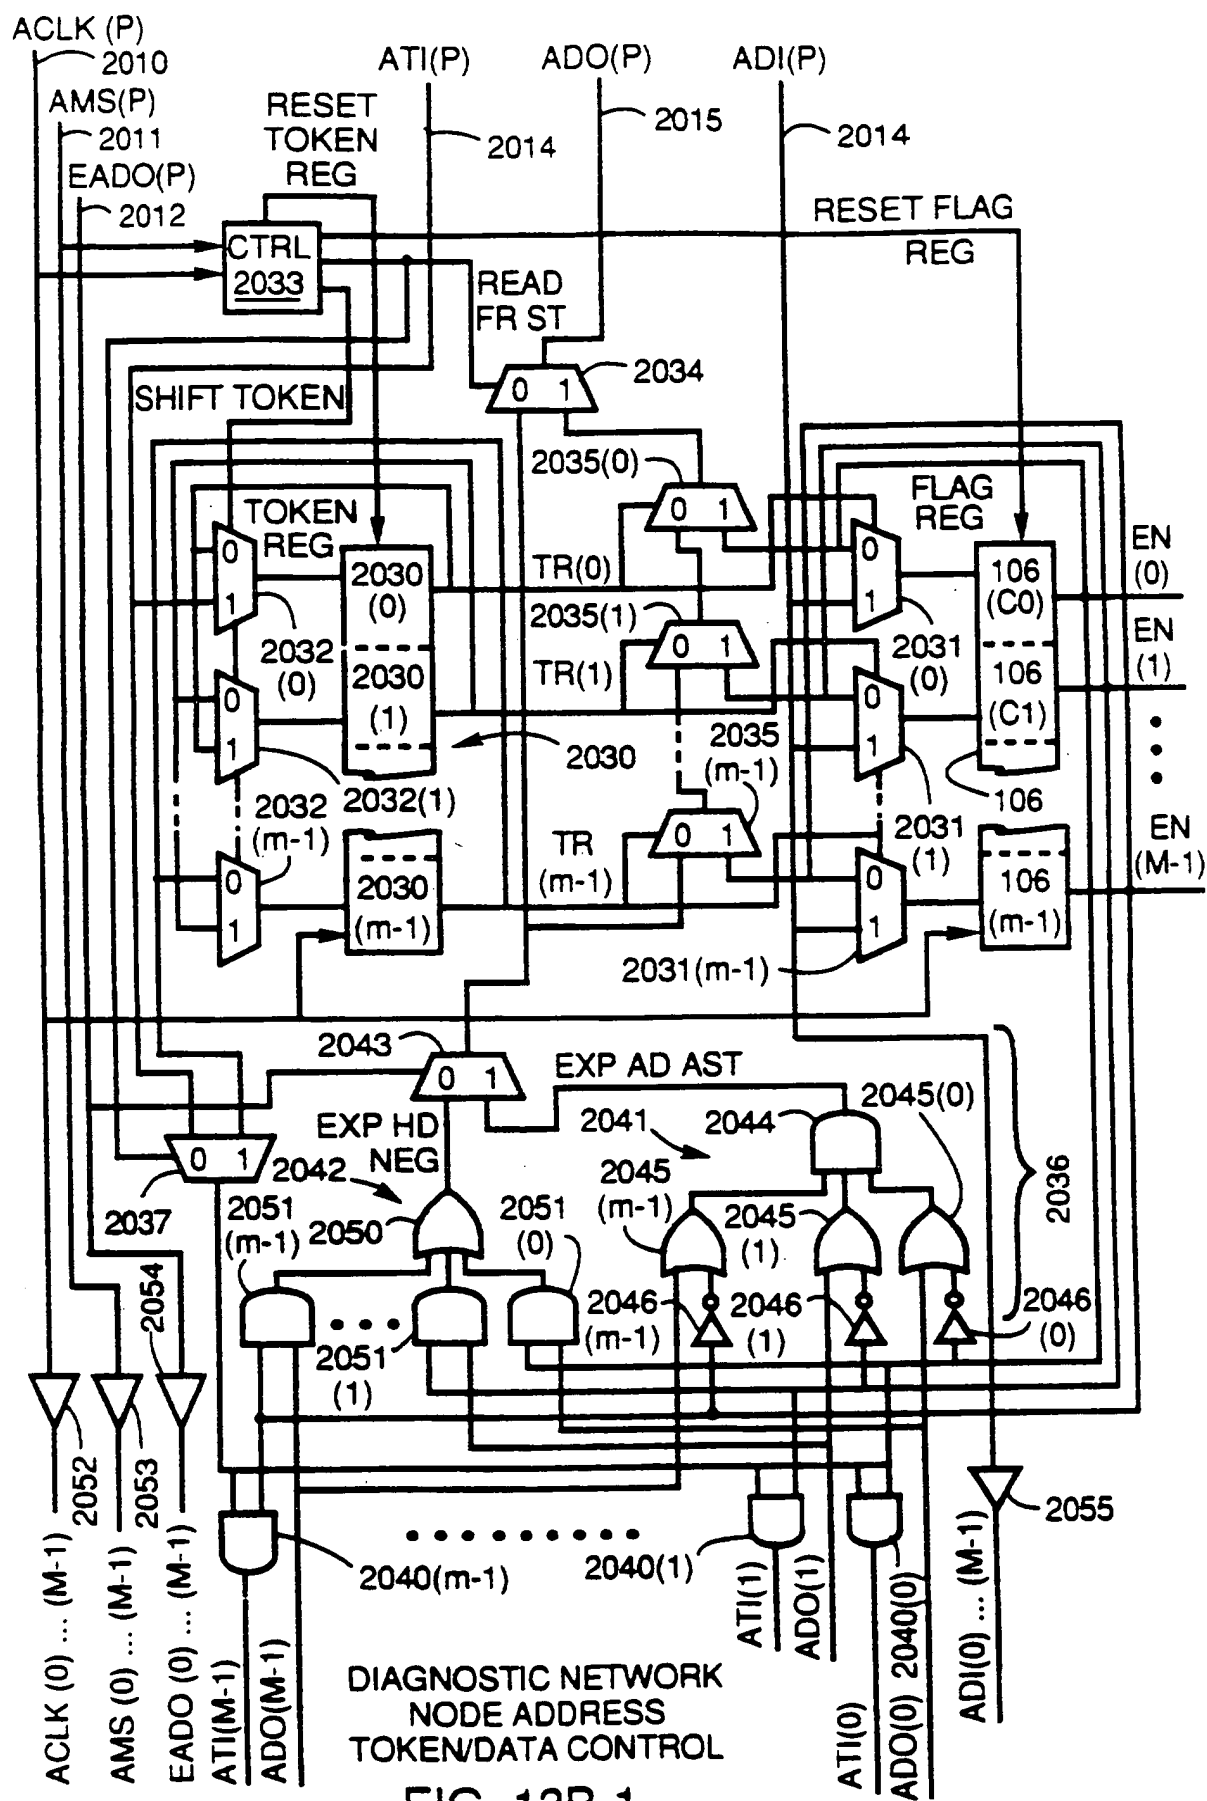 ACLK (P)
2010
ATI(P)
ADO(P)
ADI(P)
AMS(P)
2011
RESET
TOKEN
REG
2014
2015
2014
EADO(P)
2012
CTRL
2033
RESET FLAG
REG
READ
FR ST
0 1
2034
SHIFT TOKEN
2035(0)
0 1
TOKEN
REG
FLAG
REG
0
1
2032
(0)
2030
(0)
TR(0)
2035(1)
0 1
0
1
2031
(0)
106
(C0)
EN
(0)
EN
(1)
0
1
2032(1)
2030
(1)
2030
TR(1)
2035
(m-1)
0
1
2031
(1)
106
(C1)
106
2032
(m-1)
0
1
2030
(m-1)
TR
(m-1)
0 1
0
1
2031(m-1)
106
(m-1)
EN
(M-1)
2043
0 1
EXP AD AST
EXP HD
NEG
2041
2044
2045(0)
0 1
2037
2042
2050
2051
(m-1)
2051
(0)
2045
(m-1)
2045
(1)
2036
2051
(1)
2046
(m-1)
2046
(1)
2046
(0)
2054
2052
2053
2055
2040(m-1)
2040(1)
2040(0)
ACLK (0) ... (M-1)
AMS (0) ... (M-1)
EADO (0) ... (M-1)
ATI(M-1)
ADO(M-1)
ATI(1)
ADO(1)
ATI(0)
ADO(0)
ADI(0) ... (M-1)
DIAGNOSTIC NETWORK
NODE ADDRESS
TOKEN/DATA CONTROL
FIG. 12B-1